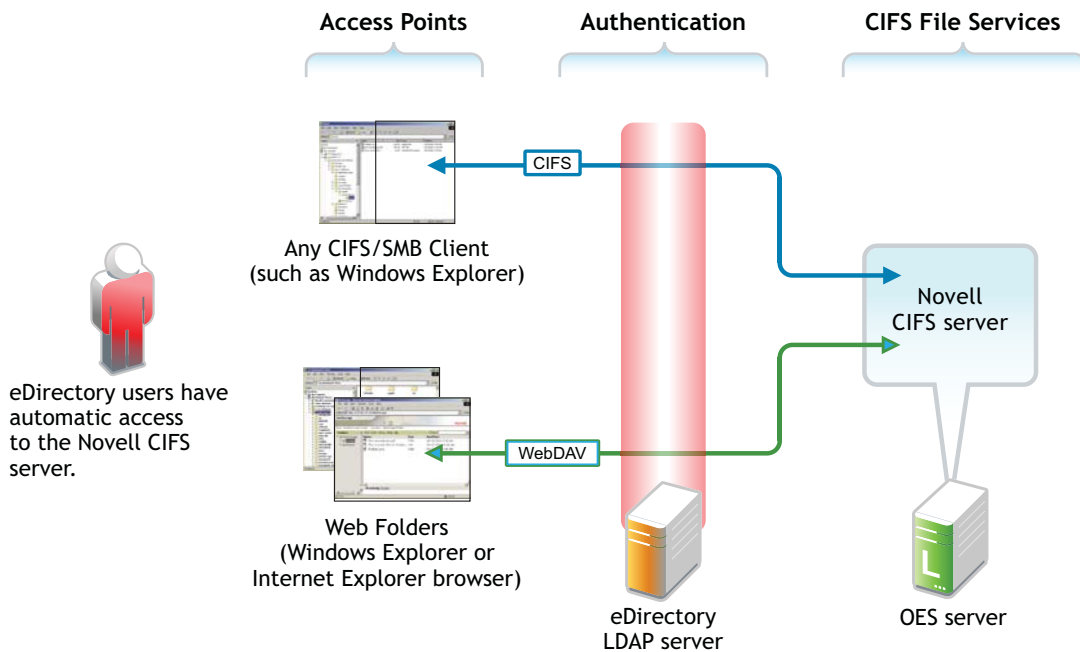 Access Points
Authentication
CIFS File Services
CIFS
Any CIFS/SMB Client
(such as Windows Explorer)
Novell
CIFS server
eDirectory users have
automatic access
to the Novell CIFS
server.
WebDAV
Web Folders
(Windows Explorer or
Internet Explorer browser)
eDirectory
LDAP server
L
OES server